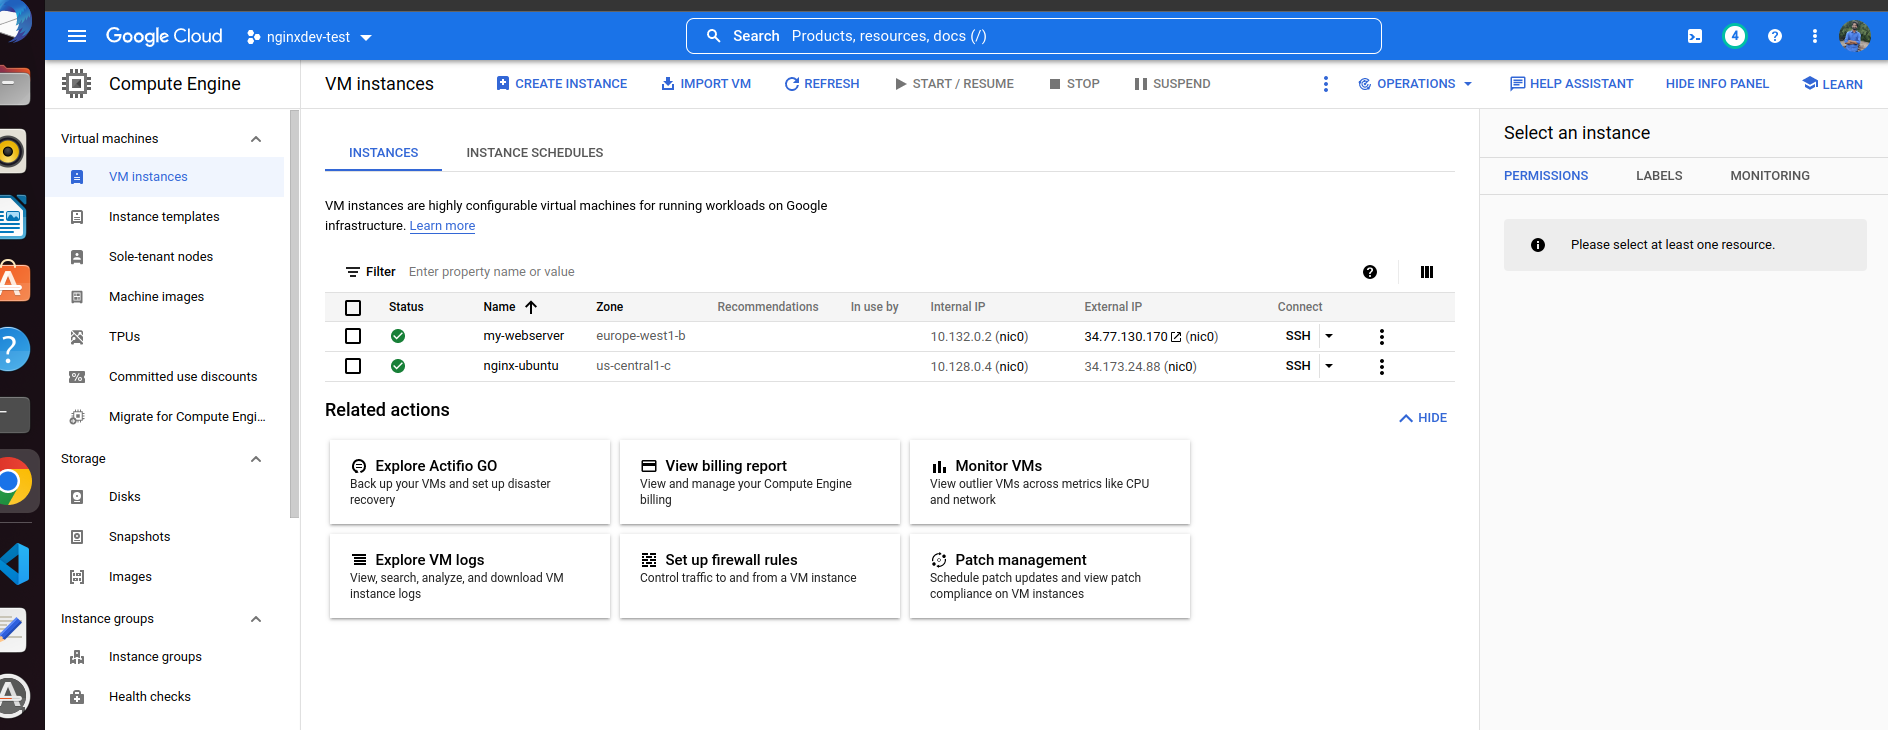 Google Cloud
nginxdev-test
Search Products, resources, docs (/)
4
Compute Engine
VM instances
CREATE INSTANCE
IMPORT VM
REFRESH
START / RESUME
STOP
SUSPEND
OPERATIONS
HELP ASSISTANT
HIDE INFO PANEL
LEARN
Virtual machines
VM instances
Instance templates
Sole-tenant nodes
Machine images
TPUs
Committed use discounts
Migrate for Compute Engi...
Storage
Disks
Snapshots
Images
Instance groups
Instance groups
Health checks
INSTANCES
INSTANCE SCHEDULES
VM instances are highly configurable virtual machines for running workloads on Google
infrastructure. Learn more
Filter Enter property name or value
Status Name Zone Recommendations In use by Internal IP External IP Connect
my-webserver europe-west1-b 10.132.0.2 (nic0) 34.77.130.170 (nic0) SSH
nginx-ubuntu us-central1-c 10.128.0.4 (nic0) 34.173.24.88 (nic0) SSH
Related actions
HIDE
Explore Actifio GO
Back up your VMs and set up disaster
recovery
View billing report
View and manage your Compute Engine
billing
Monitor VMs
View outlier VMs across metrics like CPU
and network
Explore VM logs
View, search, analyze, and download VM
instance logs
Set up firewall rules
Control traffic to and from a VM instance
Patch management
Schedule patch updates and view patch
compliance on VM instances
Select an instance
PERMISSIONS
LABELS
MONITORING
Please select at least one resource.